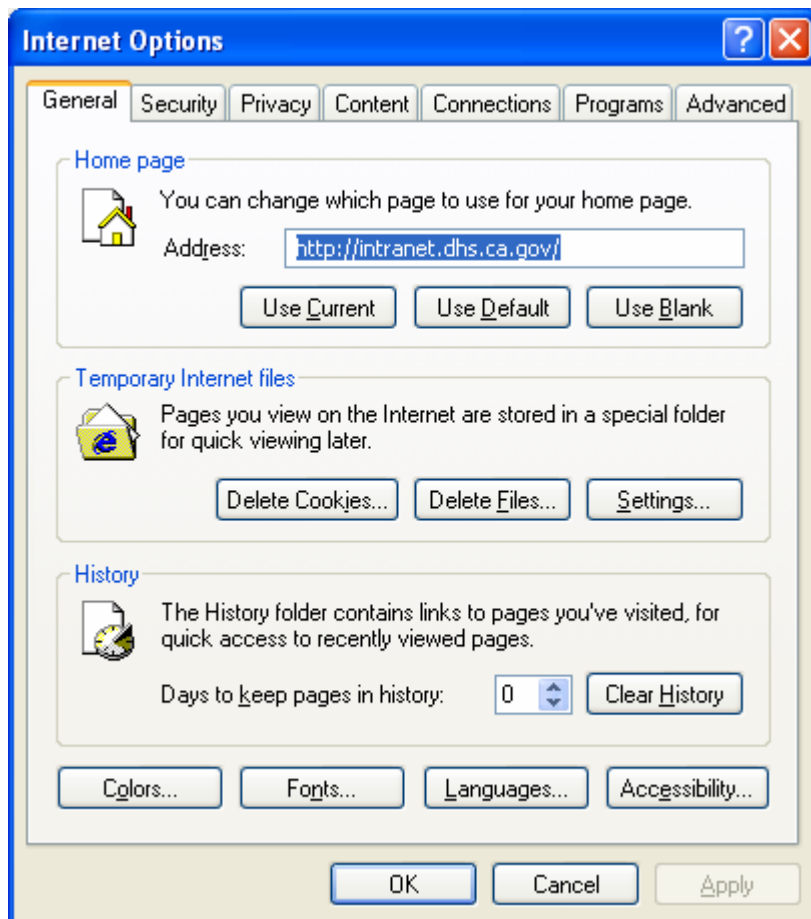 Internet Options
General Security Privacy Content Connections Programs Advanced
Home page
You can change which page to use for your home page.
Address: http://intranet.dhs.ca.gov/
Use Current Use Default Use Blank
Temporary Internet files
Pages you view on the Internet are stored in a special folder
for quick viewing later.
Delete Cookies... Delete Files... Settings...
History
The History folder contains links to pages you've visited, for
quick access to recently viewed pages.
Days to keep pages in history: 0 Clear History
Colors... Fonts... Languages... Accessibility...
OK Cancel Apply